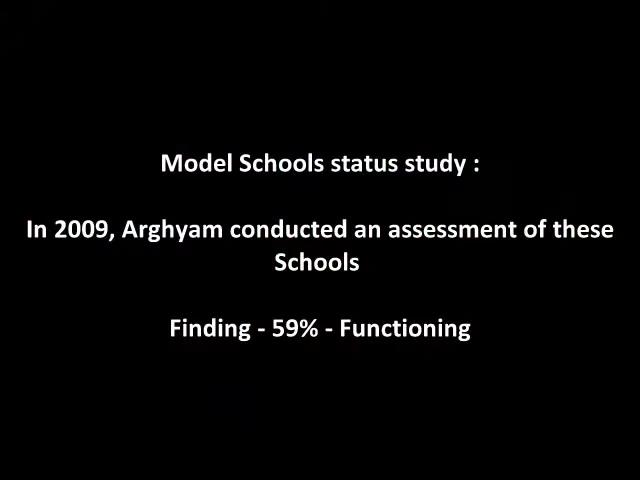 Model Schools status study :
In 2009, Arghyam conducted an assessment of these
Schools
Finding - 59% - Functioning